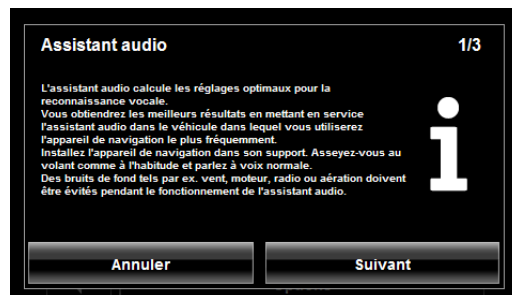 Assistant audio 1/3
L'assistant audio calcule les réglages optimaux pour la
reconnaissance vocale.
Vous obtiendrez les meilleurs résultats en mettant en service
l'assistant audio dans le véhicule dans lequel vous utiliserez
l'appareil de navigation le plus fréquemment.
Installez l'appareil de navigation dans son support. Asseyez-vous au
volant comme à l'habitude et parlez à voix normale.
Des bruits de fond tels par ex. vent, moteur, radio ou aération doivent
être évités pendant le fonctionnement de l'assistant audio.
Annuler Suivant